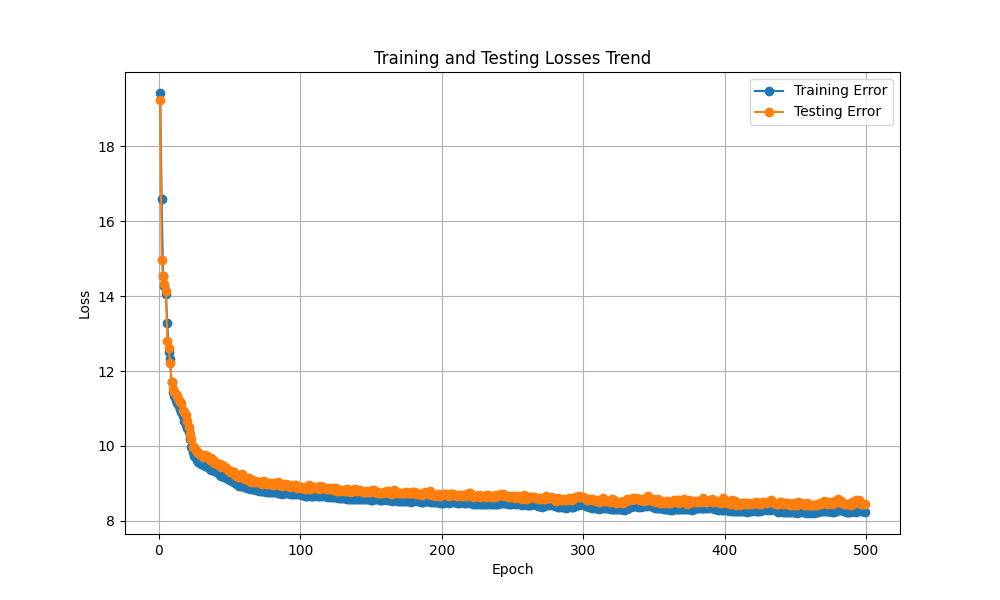 Training and Testing Losses Trend
Training Error
Testing Error
18
16
14
12
10
8
Loss
0 100 200 300 400 500
Epoch